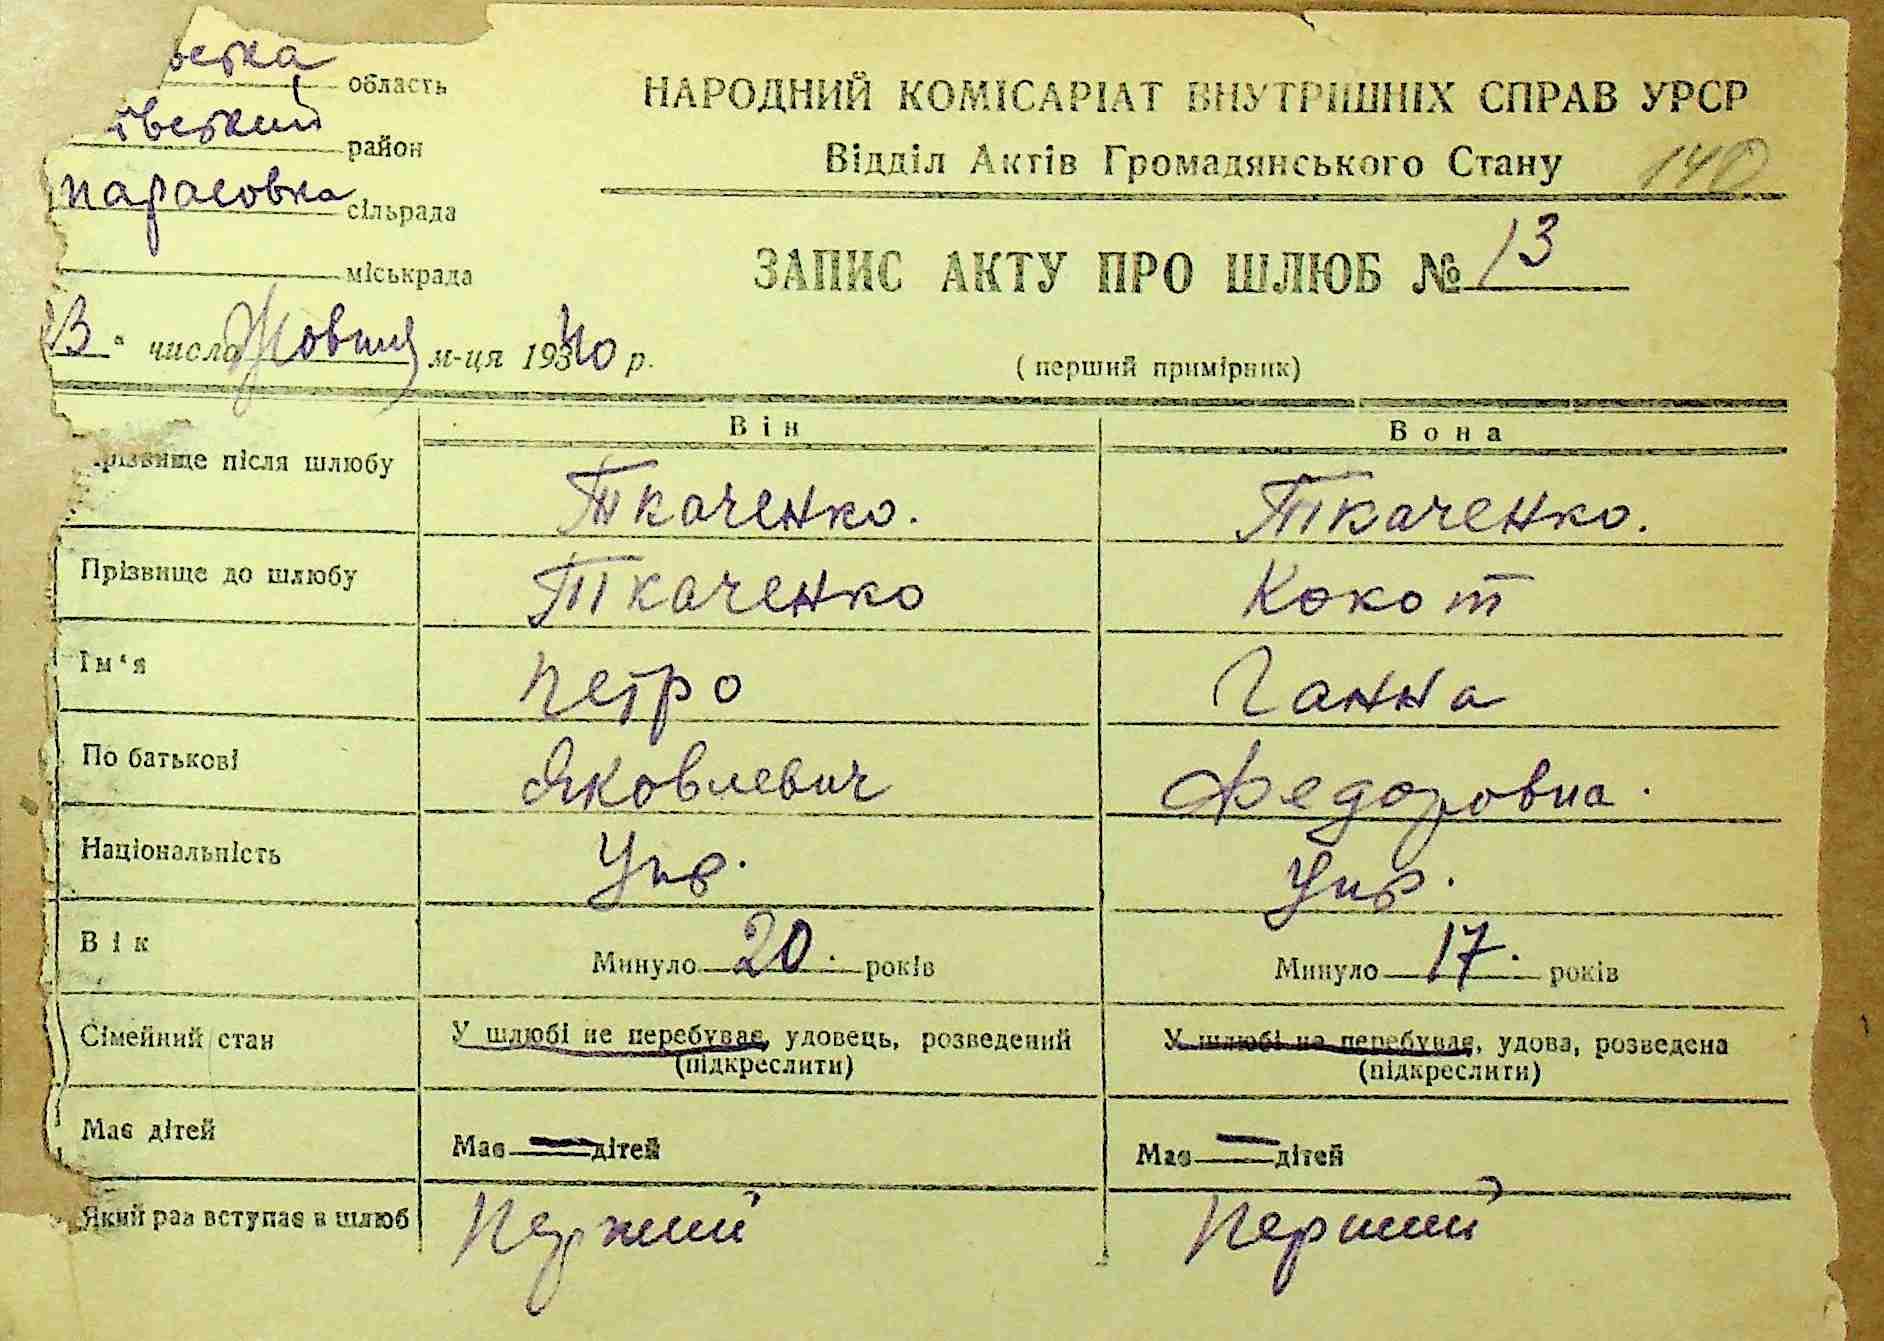 область
НАРОДНИЙ КОМІСАРІАТ ВНУТРІШНІХ СПРАВ УРСР
район
Відділ Актів Громадянського Стану 140
сільрада
ЗАПИС АКТУ ПРО ШЛЮБ № 13
міськрада
" числа Жовтня м-ця 1940 р.
( перший примірник)
Він Вона
Прізвище після шлюбу Ткаченко. Ткаченко.
Прізвище до шлюбу Ткаченко Кокот
Ім'я Петро Ганна
По батькові Яковлевич Федоровна.
Національність Укр. Укр.
Вік Минуло 20. років Минуло 17. років
Сімейний стан У шлюбі не перебуває, удовець, розведений У шлюбі не перебуває, удова, розведена
(підкреслити) (підкреслити)
Має дітей Має — дітей Має — дітей
Який раз вступає в шлюб Перший Перший